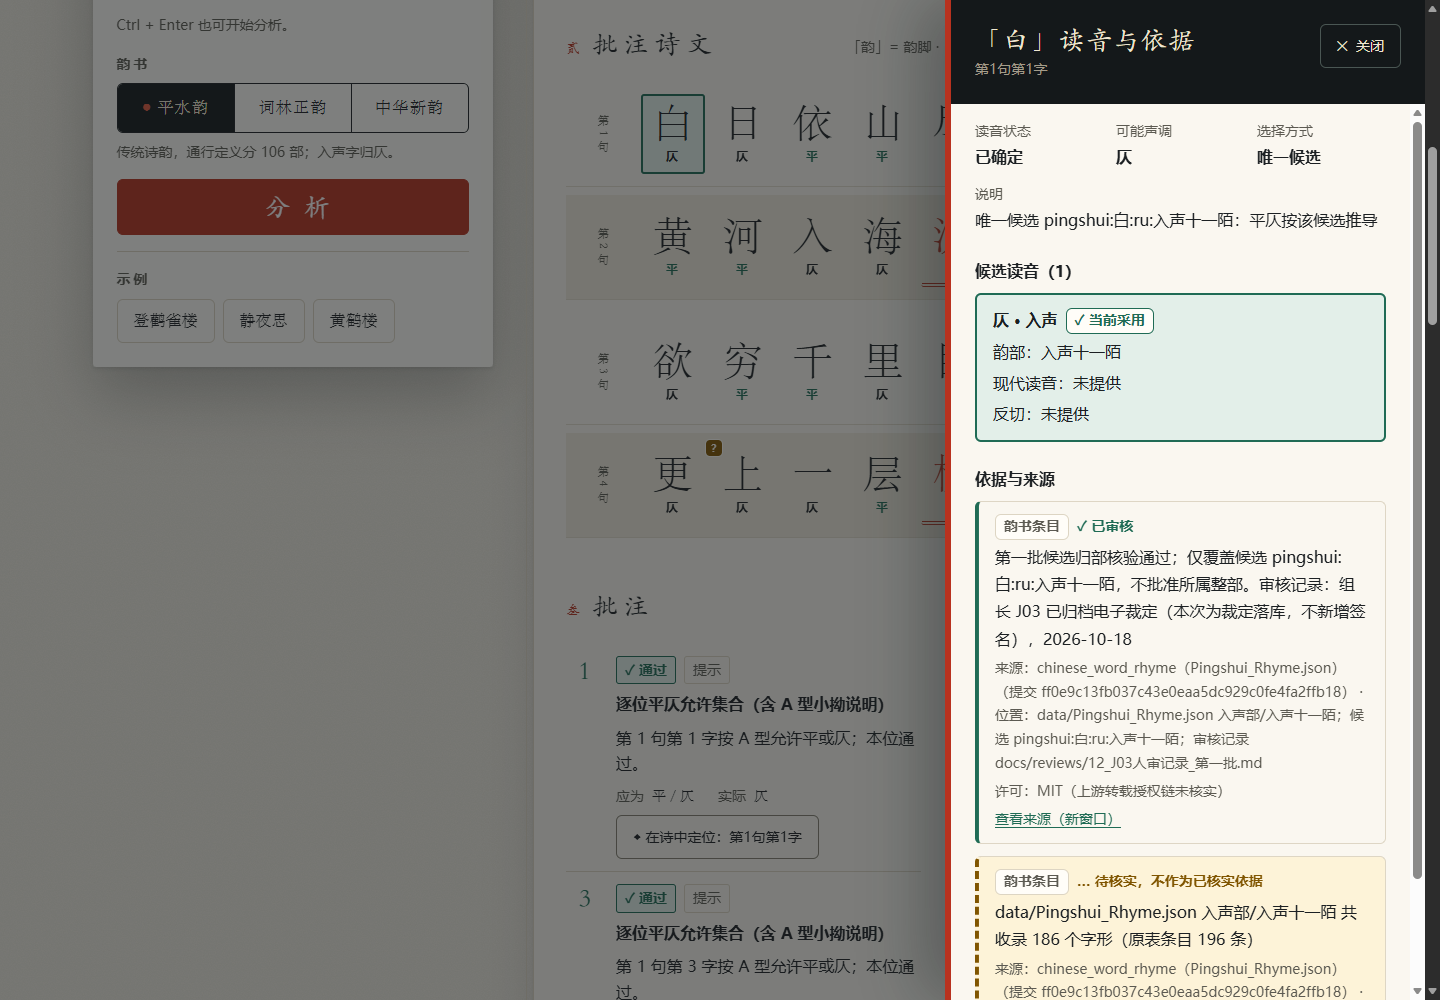 Ctrl + Enter 也可开始分析。
韵书
平水韵
词林正韵
中华新韵
传统诗韵，通行定义分 106 部；入声字归仄。
分析
示例
登鹳雀楼
静夜思
黄鹤楼
贰 批注诗文
「韵」= 韵脚 ·
第1句
白 日 依 山
仄 仄 平 平
第2句
黄 河 入 海
平 平 仄 仄
第3句
欲 穷 千 里
仄 平 平 仄
第4句
?
更 上 一 层
仄 仄 仄 平
叁 批注
1
✓ 通过
提示
逐位平仄允许集合（含 A 型小拗说明）
第 1 句第 1 字按 A 型允许平或仄；本位通
过。
应为 平 / 仄 实际 仄
在诗中定位：第1句第1字
3
✓ 通过
提示
逐位平仄允许集合（含 A 型小拗说明）
第 1 句第 3 字按 A 型允许平或仄；本位通
过。
「白」读音与依据
第1句第1字
× 关闭
读音状态
已确定
可能声调
仄
选择方式
唯一候选
说明
唯一候选 pingshui:白:ru:入声十一陌：平仄按该候选推导
候选读音（1）
仄 • 入声 ✓ 当前采用
韵部：入声十一陌
现代读音：未提供
反切：未提供
依据与来源
韵书条目 ✓ 已审核
第一批候选归部核验通过；仅覆盖候选 pingshui:
白:ru:入声十一陌，不批准所属整部。审核记录：组
长 J03 已归档电子裁定（本次为裁定落库，不新增签
名），2026-10-18
来源：chinese_word_rhyme（Pingshui_Rhyme.json）
（提交 ff0e9c13fb037c43e0eaa5dc929c0fe4fa2ffb18） ·
位置：data/Pingshui_Rhyme.json 入声部/入声十一陌；候
选 pingshui:白:ru:入声十一陌；审核记录
docs/reviews/12_J03人审记录_第一批.md
许可：MIT（上游转载授权链未核实）
查看来源（新窗口）
韵书条目 … 待核实，不作为已核实依据
data/Pingshui_Rhyme.json 入声部/入声十一陌 共
收录 186 个字形（原表条目 196 条）
来源：chinese_word_rhyme（Pingshui_Rhyme.json）
（提交 ff0e9c13fb037c43e0eaa5dc929c0fe4fa2ffb18） ·